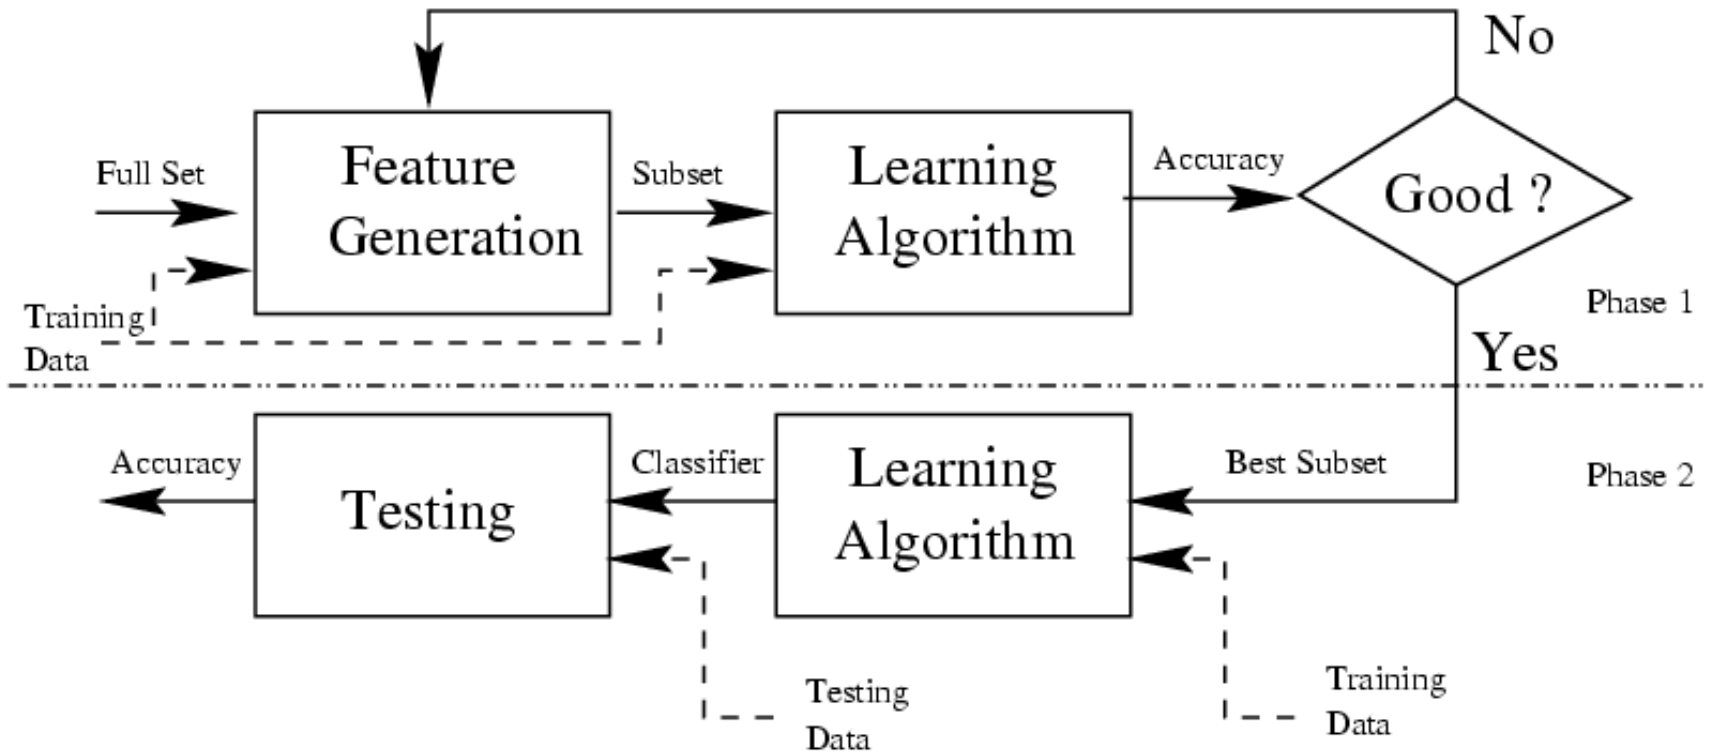 No
Full Set
Feature
Generation
Subset
Learning
Algorithm
Accuracy
Good ?
Training
Data
Phase 1
Yes
Accuracy
Testing
Classifier
Learning
Algorithm
Best Subset
Phase 2
Testing
Data
Training
Data